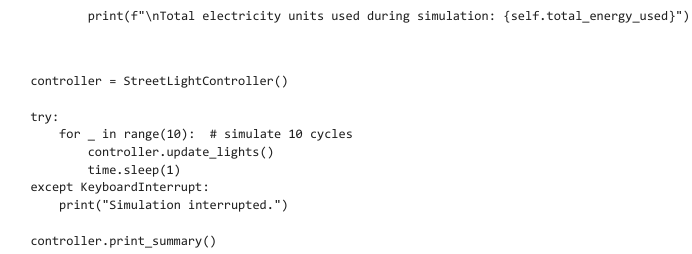 print(f"\nTotal electricity units used during simulation: {self.total_energy_used}")
controller = StreetLightController()
try:
for _ in range(10):  # simulate 10 cycles
controller.update_lights()
time.sleep(1)
except KeyboardInterrupt:
print("Simulation interrupted.")
controller.print_summary()